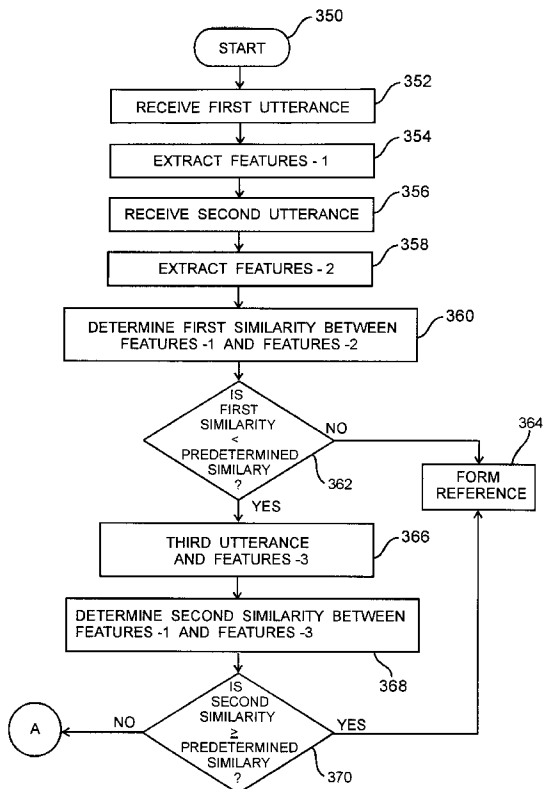 350
START
352
RECEIVE FIRST UTTERANCE
354
EXTRACT FEATURES - 1
356
RECEIVE SECOND UTTERANCE
358
EXTRACT FEATURES - 2
360
DETERMINE FIRST SIMILARITY BETWEEN
FEATURES -1 AND FEATURES -2
IS
FIRST
SIMILARITY
<
PREDETERMINED
SIMILARY
?
NO
362
364
FORM
REFERENCE
YES
366
THIRD UTTERANCE
AND FEATURES -3
DETERMINE SECOND SIMILARITY BETWEEN
FEATURES -1 AND FEATURES -3
368
IS
SECOND
SIMILARITY
≥
PREDETERMINED
SIMILARY
?
A
NO
YES
370